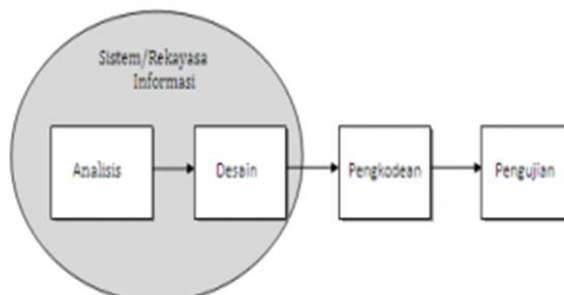 Sistem/Rekayasa
Informasi
Analisis
Desain
Pengkodean
Pengujian